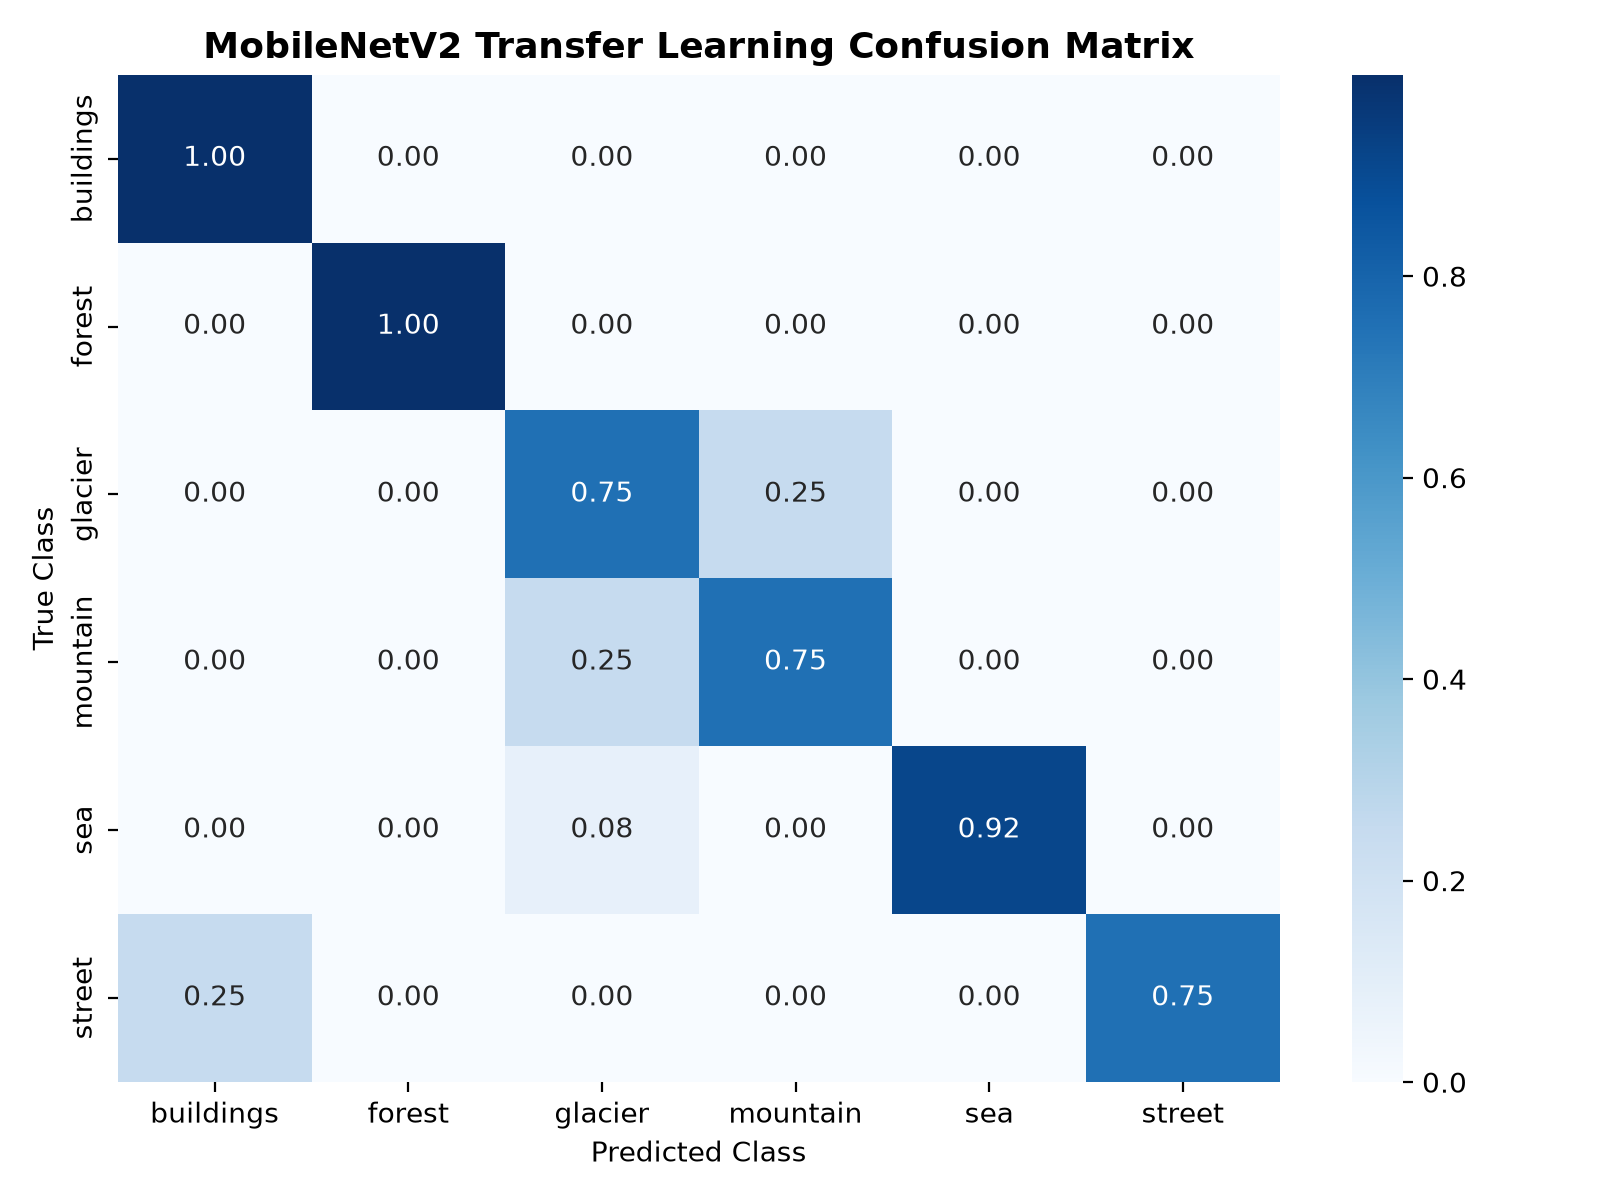 MobileNetV2 Transfer Learning Confusion Matrix
True Class
buildings 1.00 0.00 0.00 0.00 0.00 0.00
forest 0.00 1.00 0.00 0.00 0.00 0.00
glacier 0.00 0.00 0.75 0.25 0.00 0.00
mountain 0.00 0.00 0.25 0.75 0.00 0.00
sea 0.00 0.00 0.08 0.00 0.92 0.00
street 0.25 0.00 0.00 0.00 0.00 0.75
buildings forest glacier mountain sea street
Predicted Class
0.8
0.6
0.4
0.2
0.0